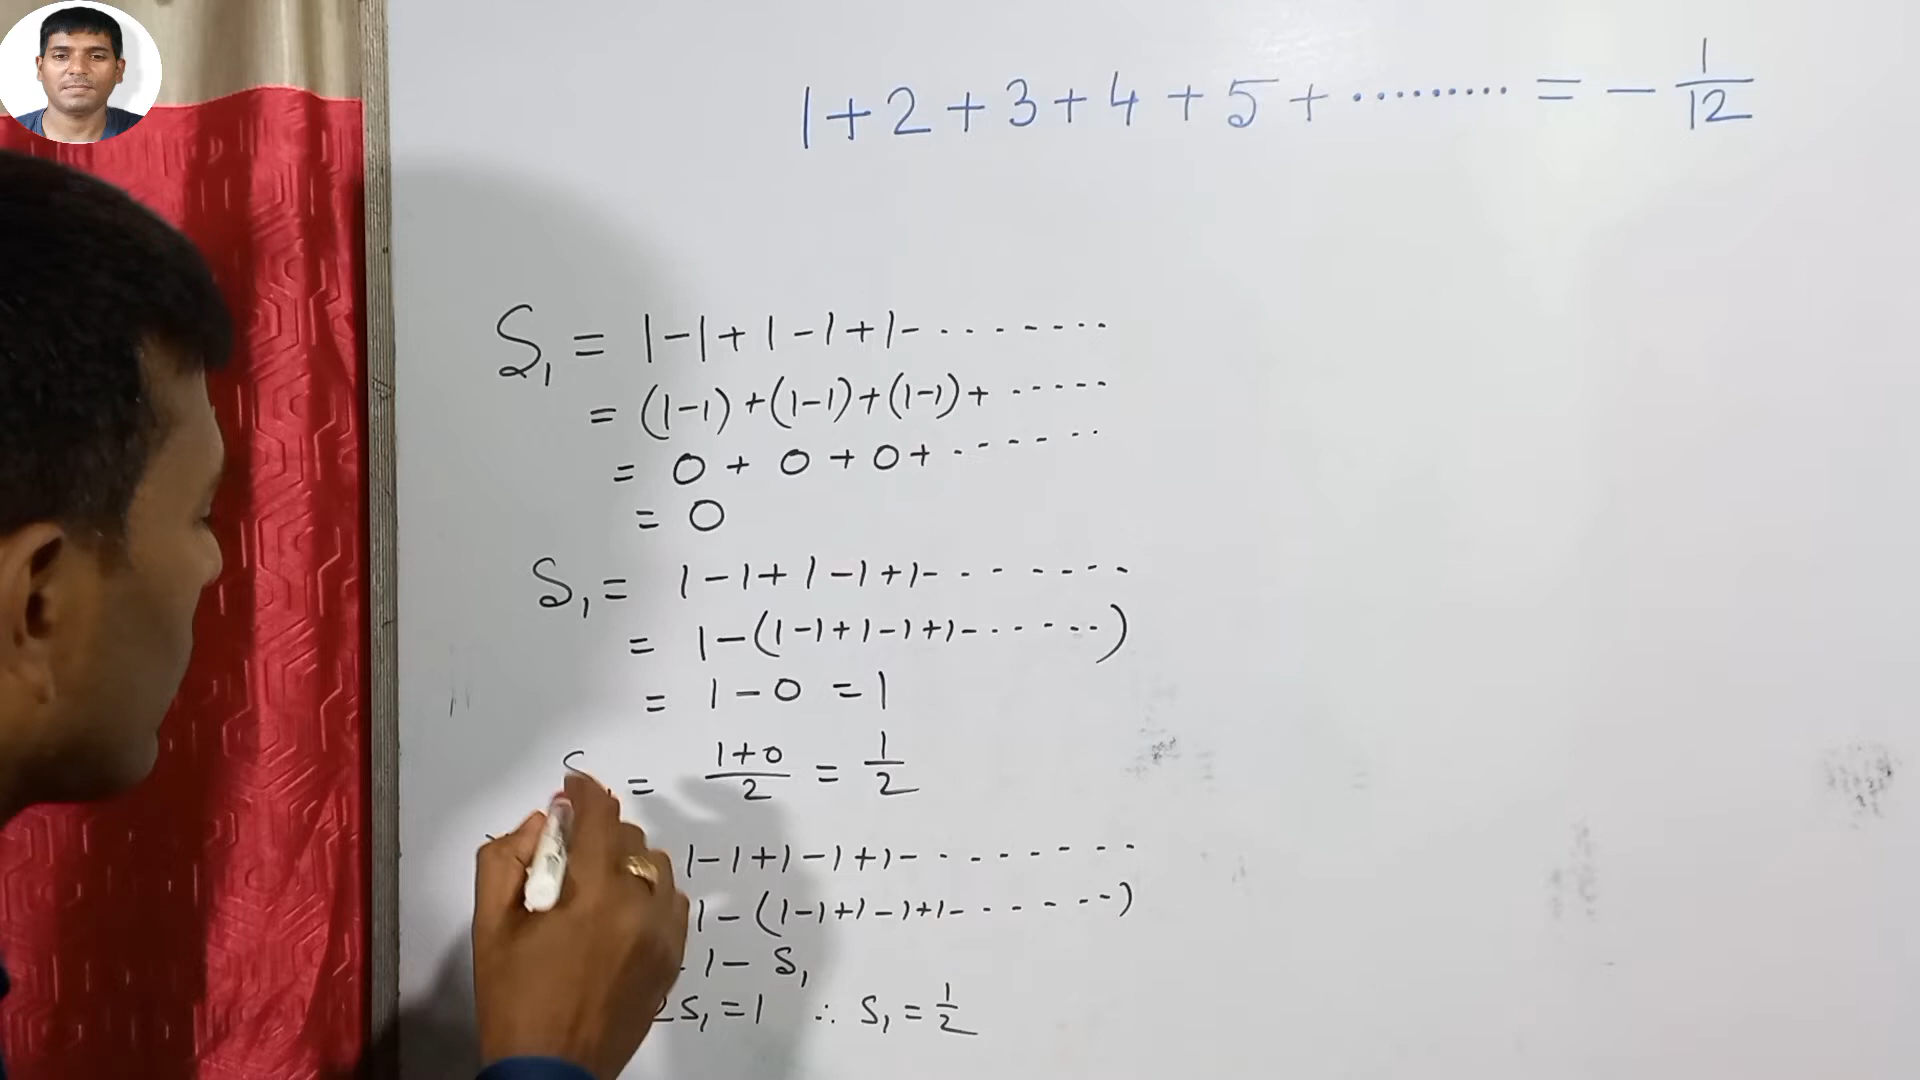 1+2+3+4+5+......... = -1/12
S₁ = 1-1+1-1+1-.......
= (1-1)+(1-1)+(1-1)+.....
= 0+0+0+......
= 0
S₁ = 1-1+1-1+1-.......
= 1-(1-1+1-1+1-......)
= 1-0 = 1
S₁ = (1+0)/2 = 1/2
1-1+1-1+1-.......
1-(1-1+1-1+1-......)
1-S₁
2S₁ = 1 ∴ S₁ = 1/2